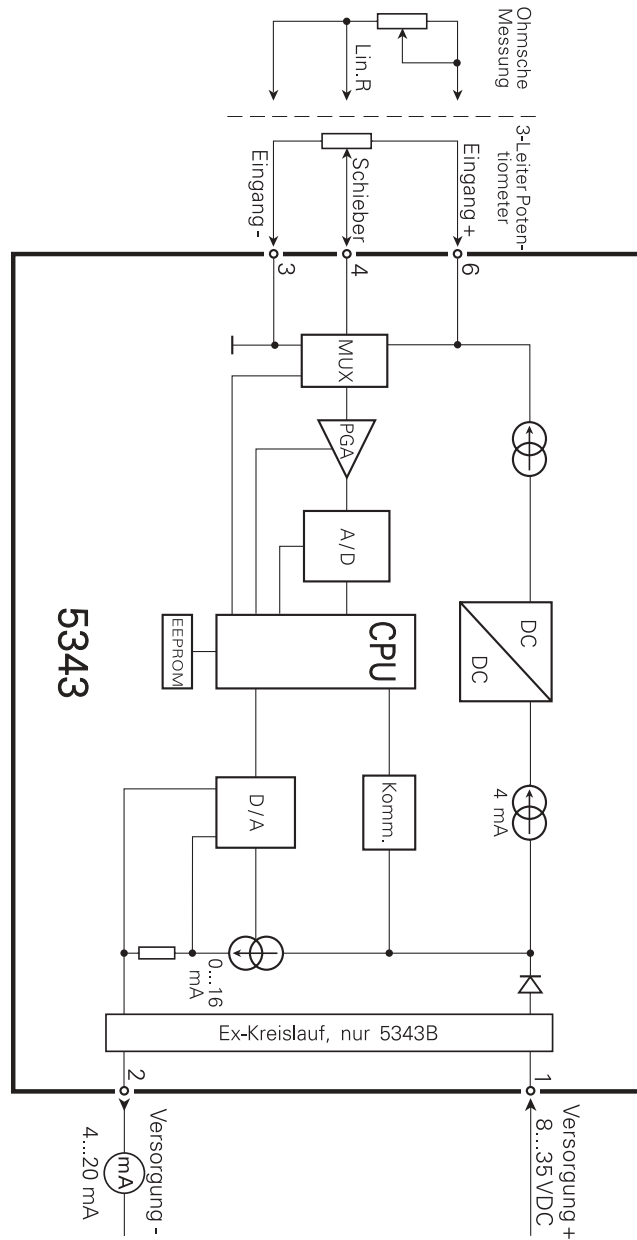 Ohmsche
Messung
Lin.R
3-Leiter Poten-
tiometer
Eingang +
Schieber
Eingang -
6
4
3
MUX
PGA
A/D
CPU
EEPROM
5343
DC
DC
4 mA
Komm.
D/A
0...16
mA
Ex-Kreislauf, nur 5343B
1
2
Versorgung +
8...35 VDC
mA
Versorgung -
4...20 mA